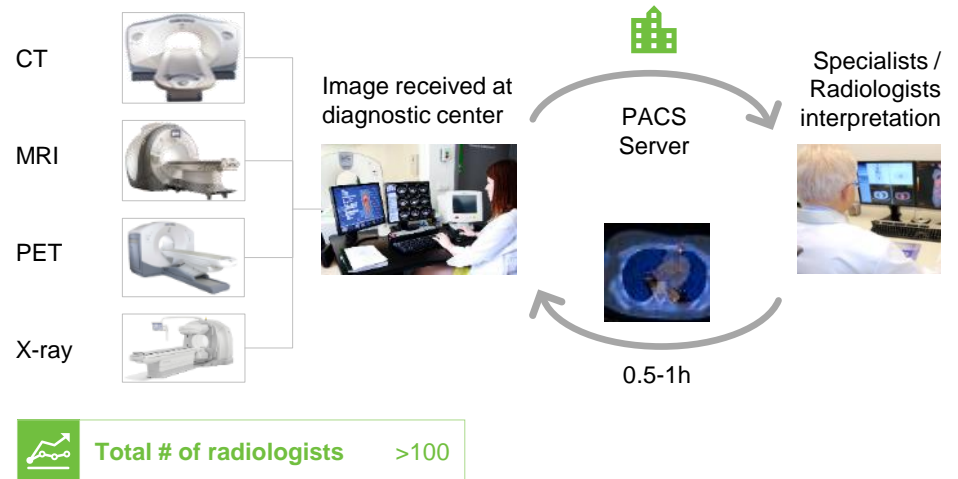 CT
MRI
PET
X-ray
Image received at
diagnostic center
PACS
Server
Specialists /
Radiologists
interpretation
0.5-1h
Total # of radiologists >100